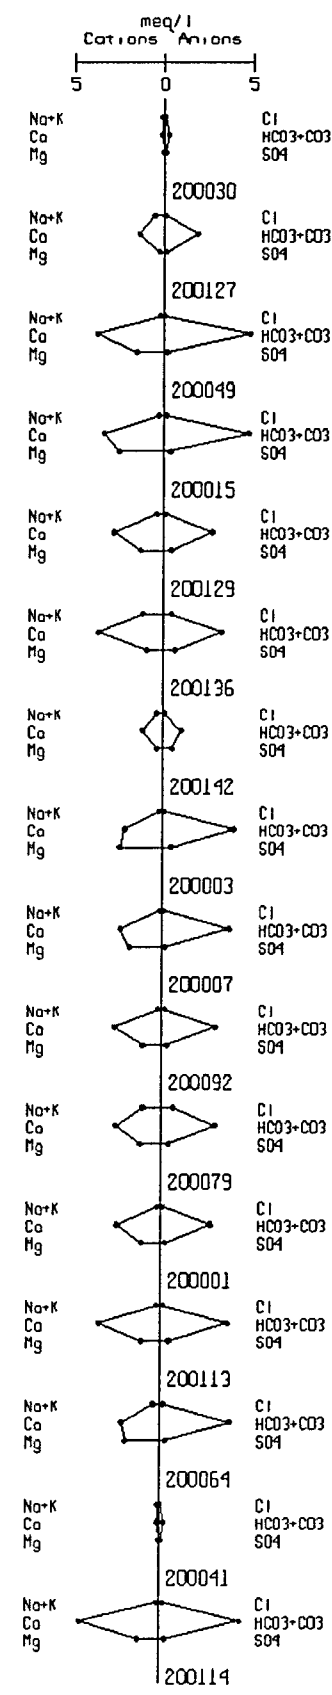 meq/l
Cations Anions
5 0 5
Na+K Cl
Ca HCO3+CO3
Mg SO4
200030
Na+K Cl
Ca HCO3+CO3
Mg SO4
200127
Na+K Cl
Ca HCO3+CO3
Mg SO4
200049
Na+K Cl
Ca HCO3+CO3
Mg SO4
200015
Na+K Cl
Ca HCO3+CO3
Mg SO4
200129
Na+K Cl
Ca HCO3+CO3
Mg SO4
200136
Na+K Cl
Ca HCO3+CO3
Mg SO4
200142
Na+K Cl
Ca HCO3+CO3
Mg SO4
200003
Na+K Cl
Ca HCO3+CO3
Mg SO4
200007
Na+K Cl
Ca HCO3+CO3
Mg SO4
200092
Na+K Cl
Ca HCO3+CO3
Mg SO4
200079
Na+K Cl
Ca HCO3+CO3
Mg SO4
200001
Na+K Cl
Ca HCO3+CO3
Mg SO4
200113
Na+K Cl
Ca HCO3+CO3
Mg SO4
200064
Na+K Cl
Ca HCO3+CO3
Mg SO4
200041
Na+K Cl
Ca HCO3+CO3
Mg SO4
200114